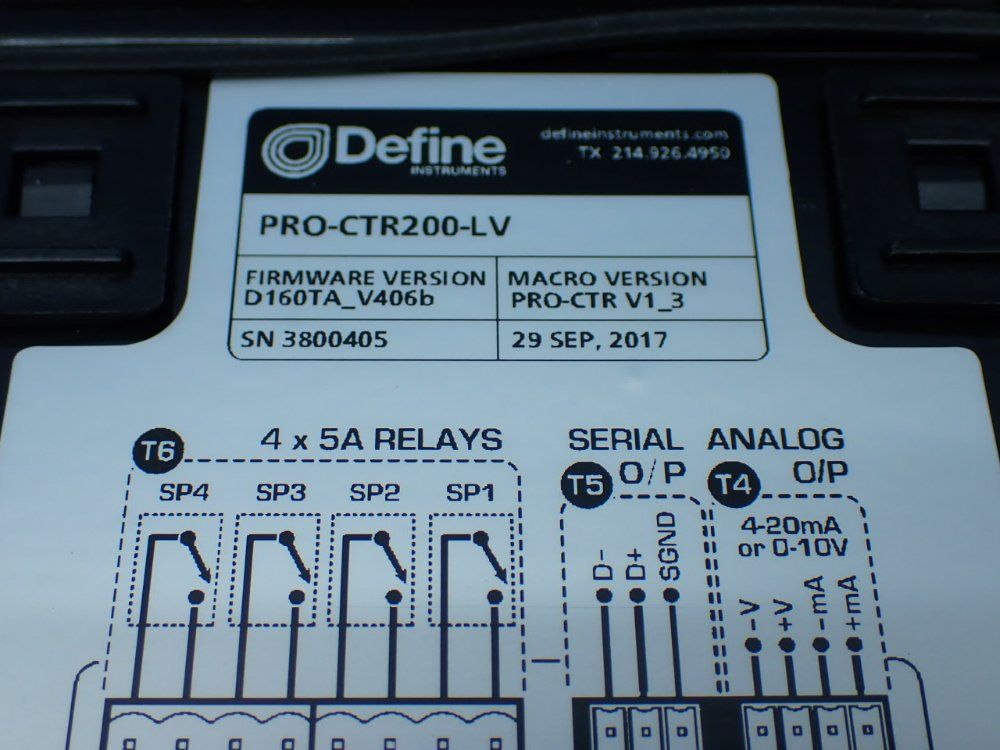 Define
INSTRUMENTS
defineinstruments.com
TX 214.926.4950
PRO-CTR200-LV
FIRMWARE VERSION
D160TA_V406b
MACRO VERSION
PRO-CTR V1_3
SN 3800405
29 SEP, 2017
T6
4 x 5A RELAYS
SP4 SP3 SP2 SP1
SERIAL
O/P
T5
D-
D+
SGND
ANALOG
O/P
T4
4-20mA
or 0-10V
-V
+V
-mA
+mA